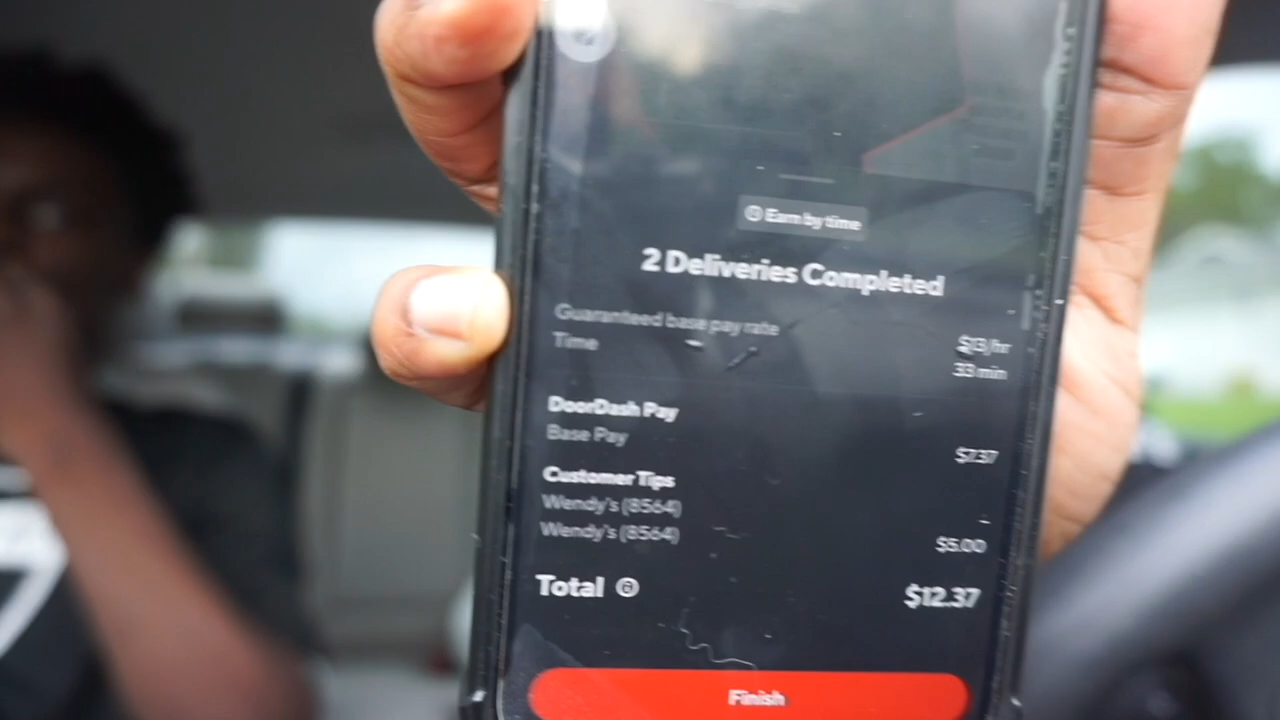 Earn by time
2 Deliveries Completed
Guaranteed base pay rate $13/hr
Time 33 min
DoorDash Pay
Base Pay $7.37
Customer Tips
Wendy's (8564) -
Wendy's (8564) $5.00
Total $12.37
Finish